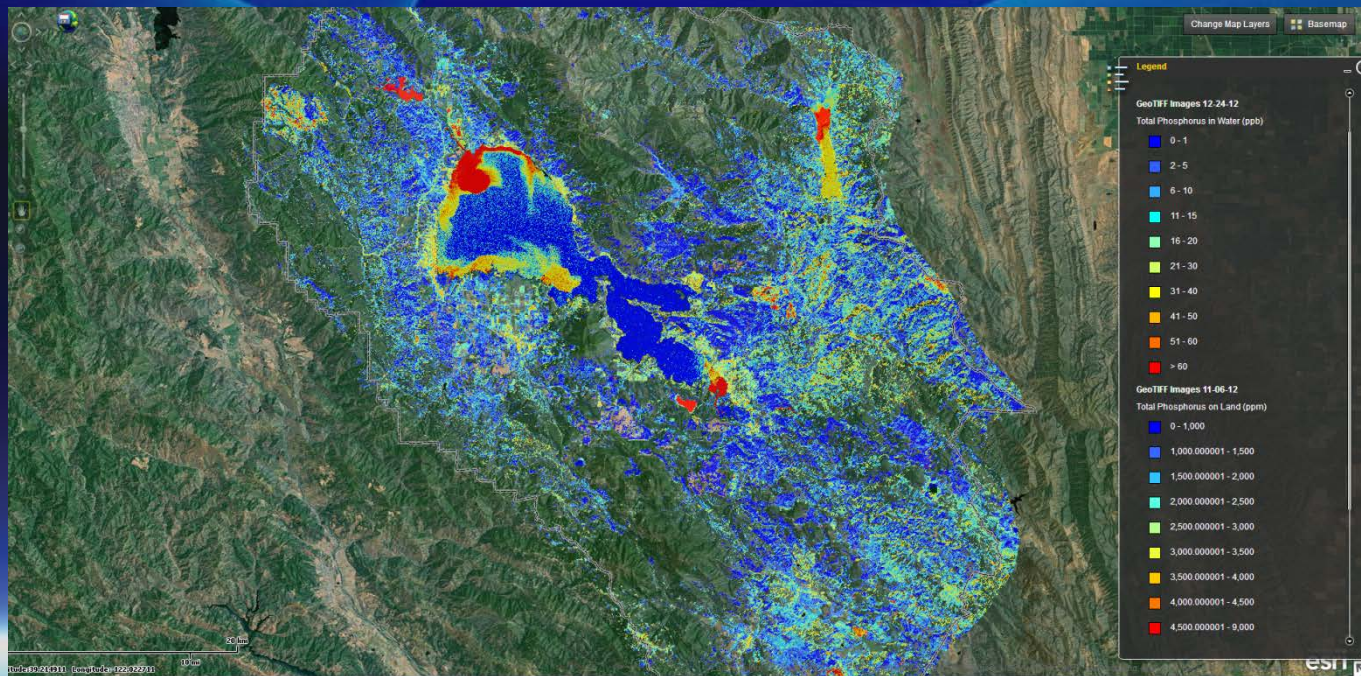 Change Map Layers
Basemap
Legend
GeoTIFF Images 12-24-12
Total Phosphorus in Water (ppb)
0 - 1
2 - 5
6 - 10
11 - 15
16 - 20
21 - 30
31 - 40
41 - 50
51 - 60
> 60
GeoTIFF Images 11-06-12
Total Phosphorus on Land (ppm)
0 - 1,000
1,000.000001 - 1,500
1,500.000001 - 2,000
2,000.000001 - 2,500
2,500.000001 - 3,000
3,000.000001 - 3,500
3,500.000001 - 4,000
4,000.000001 - 4,500
4,500.000001 - 9,000
20 km
10 mi
esri